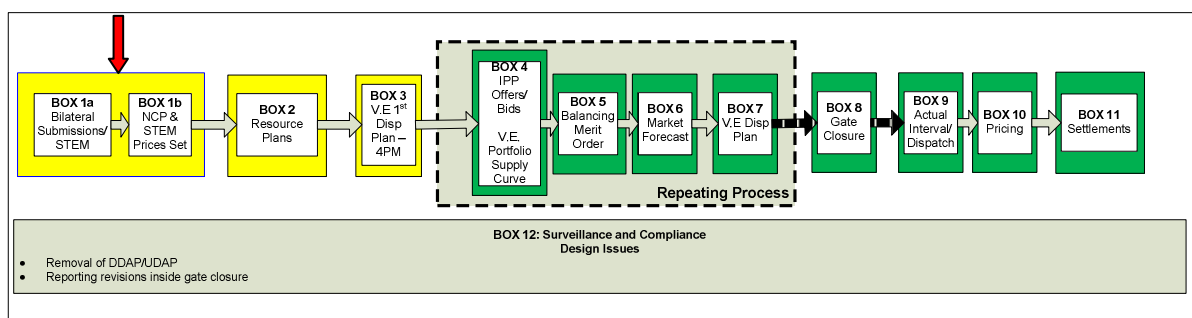 BOX 1a
Bilateral
Submissions/
STEM
BOX 1b
NCP &
STEM
Prices Set
BOX 2
Resource
Plans
BOX 3
V.E 1st
Disp
Plan –
4PM
BOX 4
IPP
Offers/
Bids
V.E.
Portfolio
Supply
Curve
BOX 5
Balancing
Merit
Order
BOX 6
Market
Forecast
BOX 7
V.E Disp
Plan
Repeating Process
BOX 8
Gate
Closure
BOX 9
Actual
Interval/
Dispatch
BOX 10
Pricing
BOX 11
Settlements
BOX 12: Surveillance and Compliance
Design Issues
• Removal of DDAP/UDAP
• Reporting revisions inside gate closure